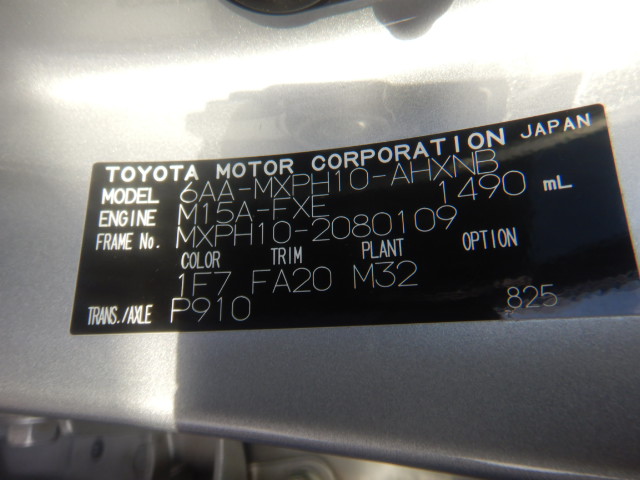 TOYOTA MOTOR CORPORATION JAPAN
MODEL 6AA-MXPH10-AHXNB
ENGINE M15A-FXE 1490 mL
FRAME No. MXPH10-2080109
COLOR TRIM PLANT OPTION
1F7 FA20 M32
TRANS./AXLE P910 825